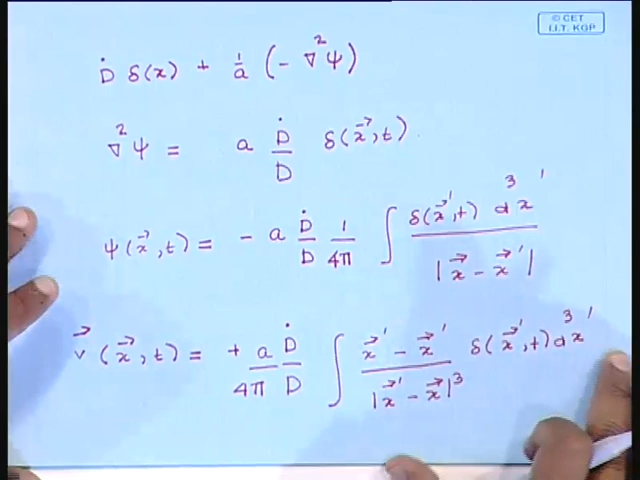 © CET
I.I.T. KGP
Ḋ δ(x) + 1/a (− ∇²ψ)
∇²ψ = a Ḋ/D δ(x⃗,t)
ψ(x⃗,t) = − a Ḋ/D 1/4π ∫ δ(x⃗',t) d³x' / |x⃗ − x⃗'|
v⃗ (x⃗,t) = + a/4π Ḋ/D ∫ x⃗' − x⃗' / |x⃗' − x⃗|³ δ(x⃗',t) d³x'